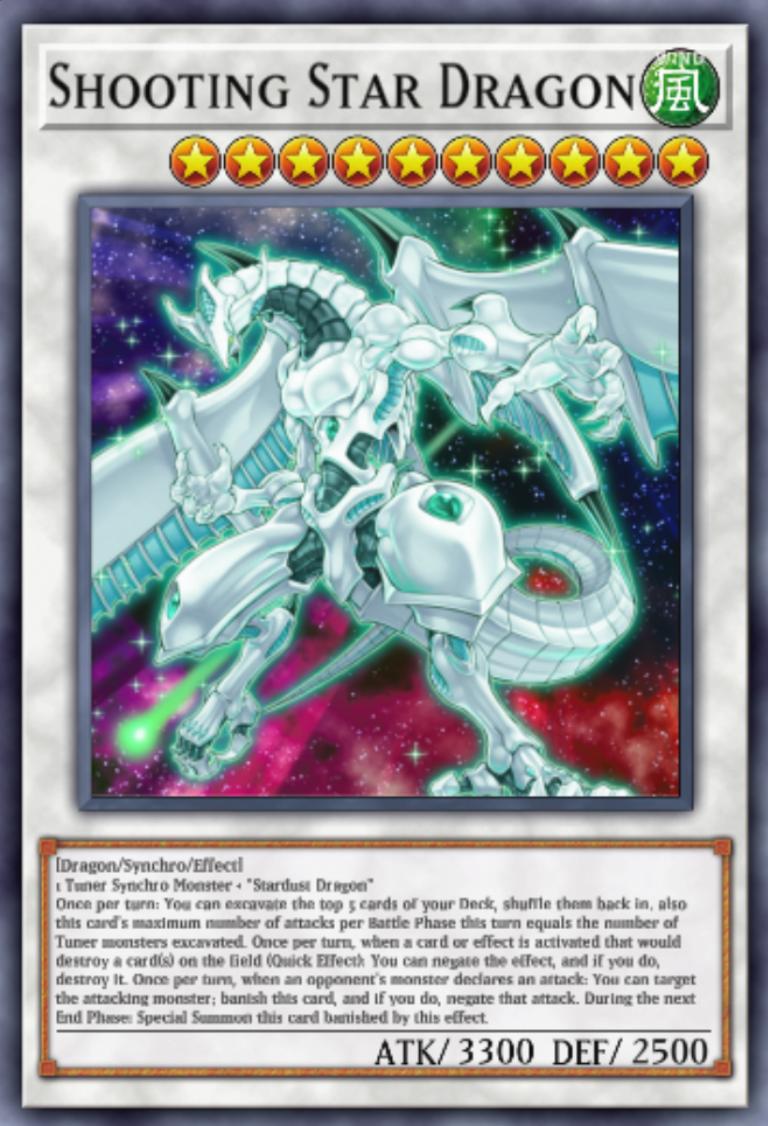 SHOOTING STAR DRAGON
WIND
風
[Dragon/Synchro/Effect]
1 Tuner Synchro Monster + "Stardust Dragon"
Once per turn: You can excavate the top 5 cards of your Deck, shuffle them back in, also
this card's maximum number of attacks per Battle Phase this turn equals the number of
Tuner monsters excavated. Once per turn, when a card or effect is activated that would
destroy a card(s) on the field (Quick Effect): You can negate the effect, and if you do,
destroy it. Once per turn, when an opponent's monster declares an attack: You can target
the attacking monster; banish this card, and if you do, negate that attack. During the next
End Phase: Special Summon this card banished by this effect.
ATK/ 3300 DEF/ 2500